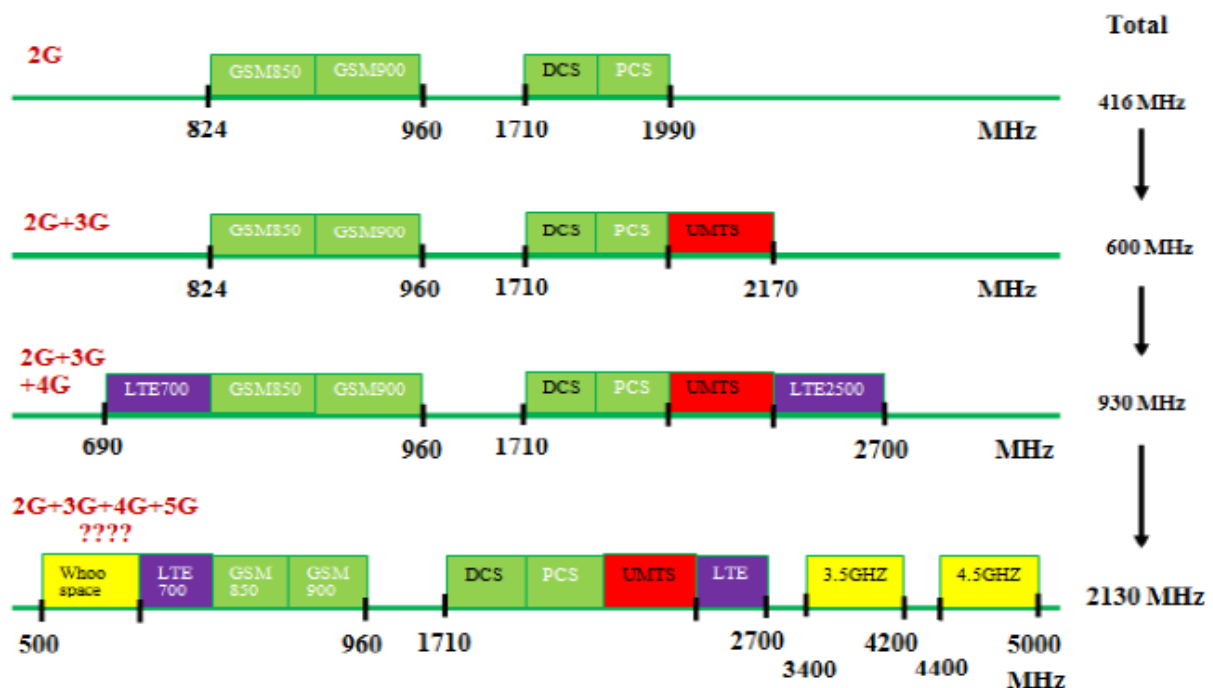 Total
2G
GSM850 GSM900 DCS PCS
416 MHz
824 960 1710 1990 MHz
2G+3G
GSM850 GSM900 DCS PCS UMTS
600 MHz
824 960 1710 2170 MHz
2G+3G
+4G
LTE700 GSM850 GSM900 DCS PCS UMTS LTE2500
930 MHz
690 960 1710 2700 MHz
2G+3G+4G+5G
????
Whoo LTE GSM GSM DCS PCS UMTS LTE 3.5GHZ 4.5GHZ
space 700 850 900
2130 MHz
500 960 1710 2700 4200 5000
3400 4400
MHz